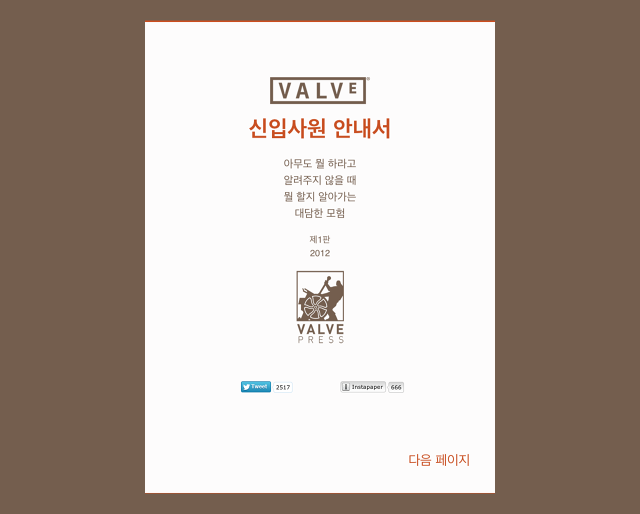 VALVE®
신입사원 안내서
아무도 뭘 하라고
알려주지 않을 때
뭘 할지 알아가는
대담한 모험
제1판
2012
VALVE
PRESS
Tweet 2517 Instapaper 666
다음 페이지